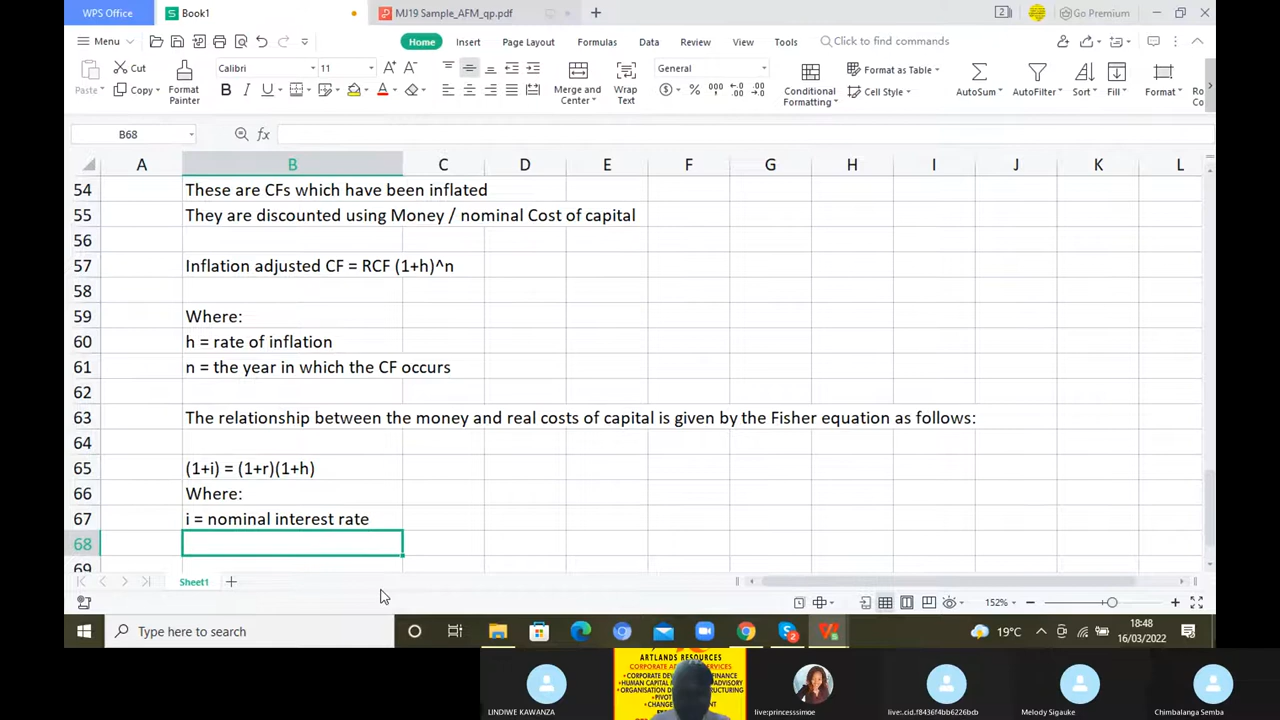 WPS Office
Book1
MJ19 Sample_AFM_qp.pdf
2
Go Premium
Menu
Home
Insert
Page Layout
Formulas
Data
Review
View
Tools
Click to find commands
Paste
Cut
Copy
Format
Painter
Calibri
11
B I U
A
Merge and
Center
Wrap
Text
General
Conditional
Formatting
Format as Table
Cell Style
AutoSum
AutoFilter
Sort
Fill
Format
B68
fx
A B C D E F G H I J K L
54 These are CFs which have been inflated
55 They are discounted using Money / nominal Cost of capital
56
57 Inflation adjusted CF = RCF (1+h)^n
58
59 Where:
60 h = rate of inflation
61 n = the year in which the CF occurs
62
63 The relationship between the money and real costs of capital is given by the Fisher equation as follows:
64
65 (1+i) = (1+r)(1+h)
66 Where:
67 i = nominal interest rate
68
69
Sheet1
152%
Type here to search
19°C
18:48
16/03/2022
ARTLANDS RESOURCES
LINDIWE KAWANZA
live:princesssimoe
live:.cid.f8436f4bb6226bcb
Melody Sigauke
Chimbalanga Semba